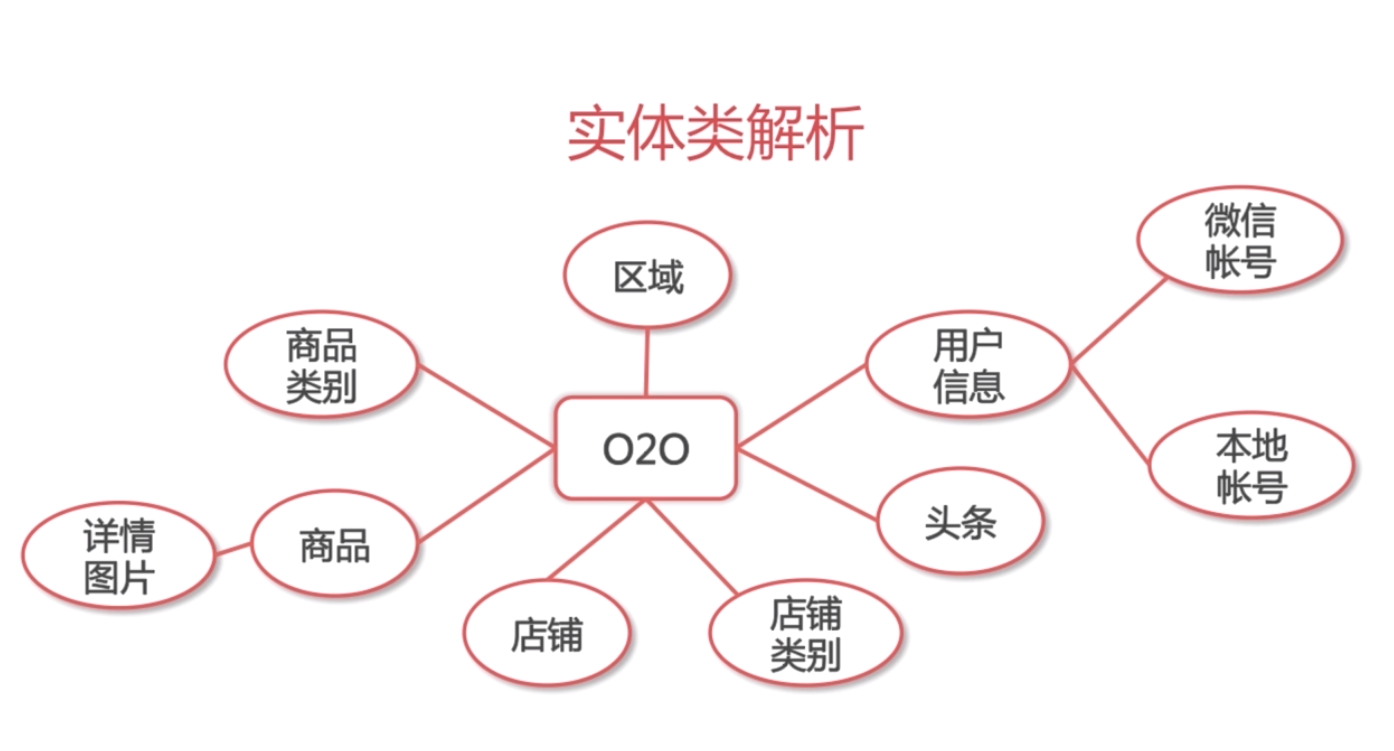 实体类解析
微信
帐号
区域
商品
类别
用户
信息
O2O
本地
帐号
头条
详情
图片
商品
店铺
店铺
类别